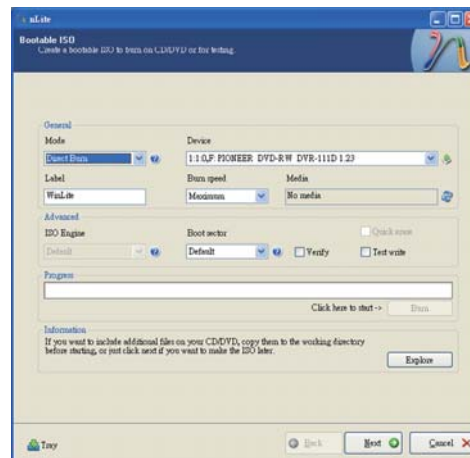 nLite
Bootable ISO
Create a bootable ISO to burn on CD/DVD or for testing.
General
Mode
Device
Direct Burn
1:1:0,F: PIONEER DVD-RW DVR-111D 1.23
Label
Burn speed
Media
WinLite
Maximum
No media
Advanced
ISO Engine
Boot sector
Quick erase
Default
Default
Verify
Test write
Progress
Click here to start ->
Burn
Information
If you want to include additional files on your CD/DVD, copy them to the working directory
before starting, or just click next if you want to make the ISO later.
Explore
Tray
Back
Next
Cancel